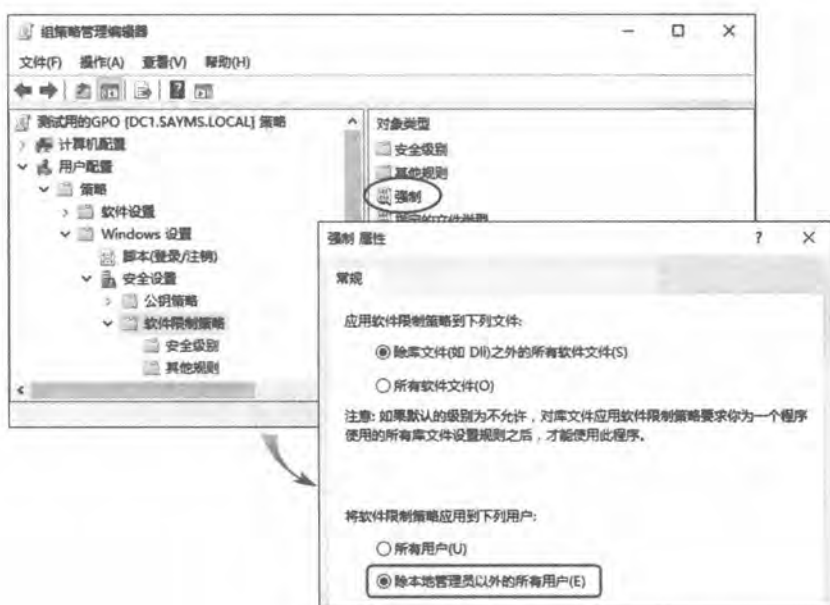 组策略管理编辑器
文件(F) 操作(A) 查看(V) 帮助(H)
测试用的GPO [DC1.SAYMS.LOCAL] 策略
计算机配置
用户配置
策略
软件设置
Windows 设置
脚本(登录/注销)
安全设置
公钥策略
软件限制策略
安全级别
其他规则
对象类型
安全级别
其他规则
强制
指定的文件类型
强制 属性
常规
应用软件限制策略到下列文件:
除库文件(如 Dll)之外的所有软件文件(S)
所有软件文件(O)
注意: 如果默认的级别为不允许，对库文件应用软件限制策略要求你为一个程序
使用的所有库文件设置规则之后，才能使用此程序。
将软件限制策略应用到下列用户:
所有用户(U)
除本地管理员以外的所有用户(E)